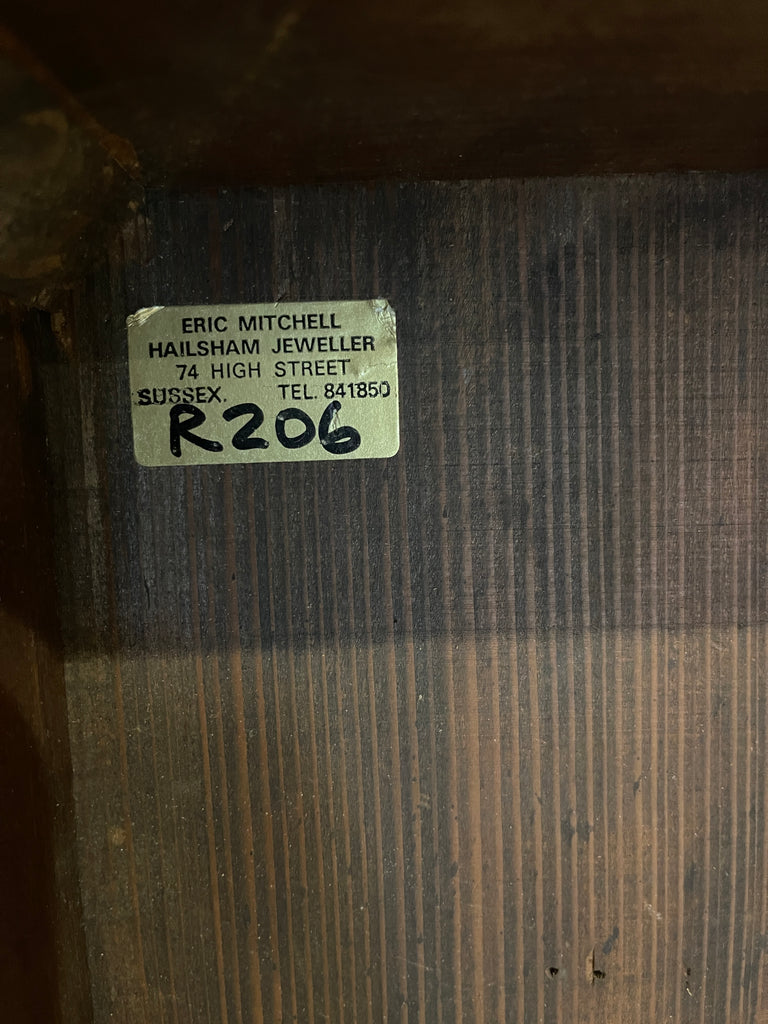 ERIC MITCHELL
HAILSHAM JEWELLER
74 HIGH STREET
SUSSEX. TEL. 841850
R206